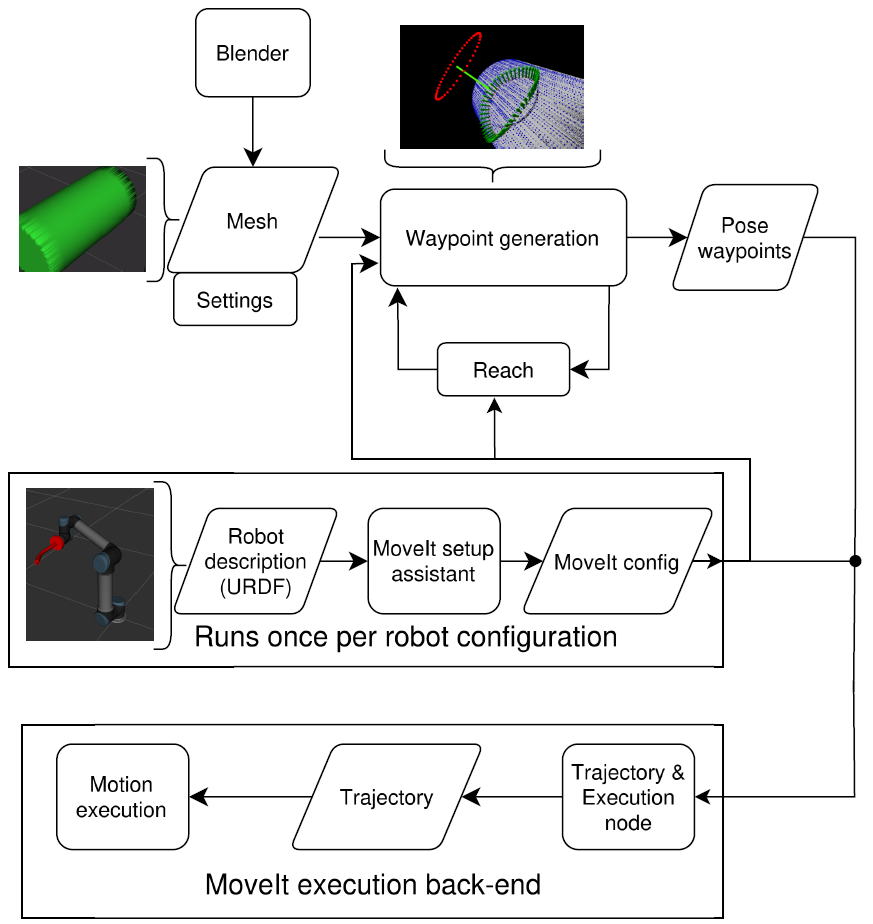 Blender
Mesh
Settings
Waypoint generation
Pose
waypoints
Reach
Robot
description
(URDF)
MoveIt setup
assistant
MoveIt config
Runs once per robot configuration
Motion
execution
Trajectory
Trajectory &
Execution
node
MoveIt execution back-end